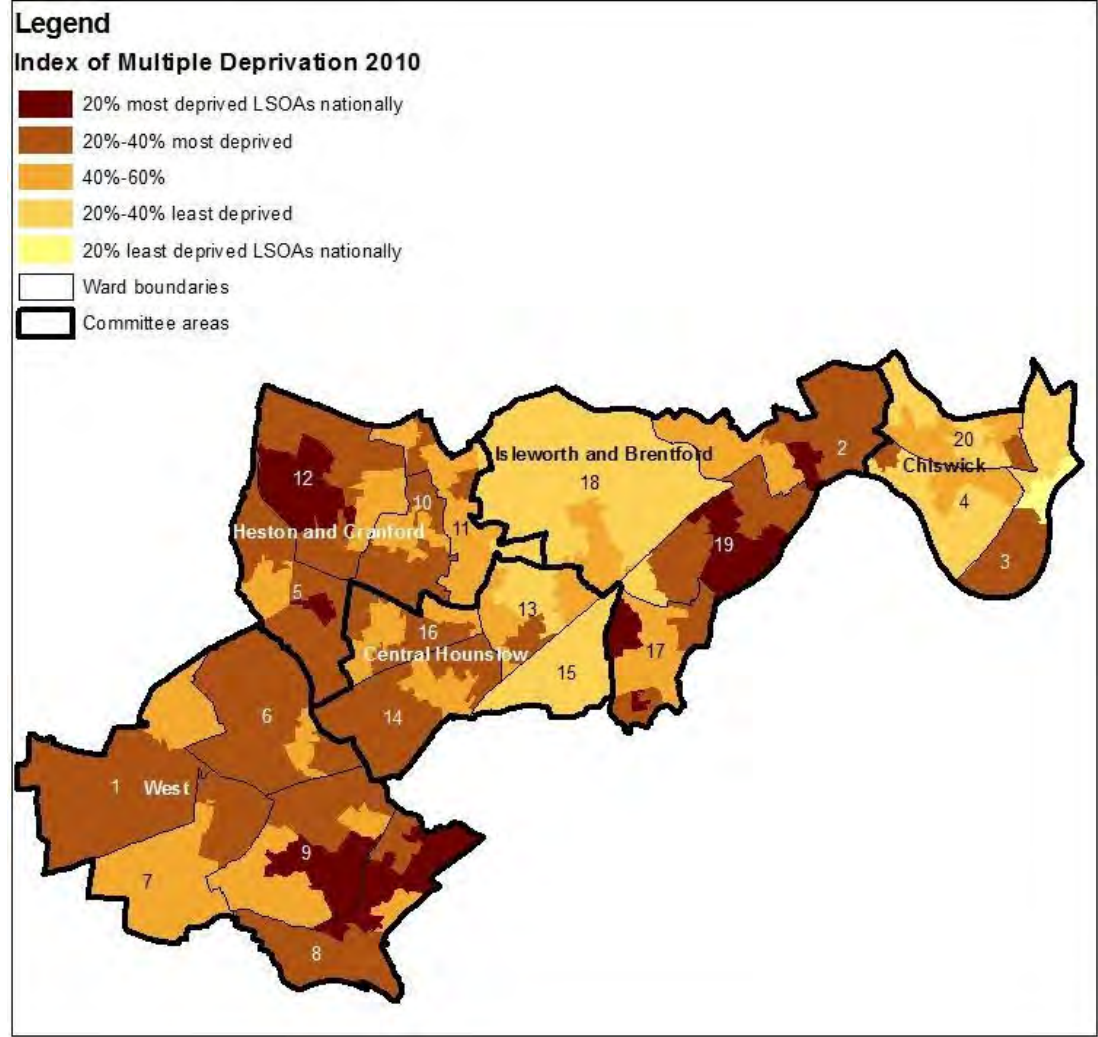 Legend
Index of Multiple Deprivation 2010
20% most deprived LSOAs nationally
20%-40% most deprived
40%-60%
20%-40% least deprived
20% least deprived LSOAs nationally
Ward boundaries
Committee areas
2
20
Isleworth and Brentford
Chiswick
12
18
10
4
Heston and Cranford
11
19
3
5
13
16
17
Central Hounslow
15
6
14
1
West
9
7
8